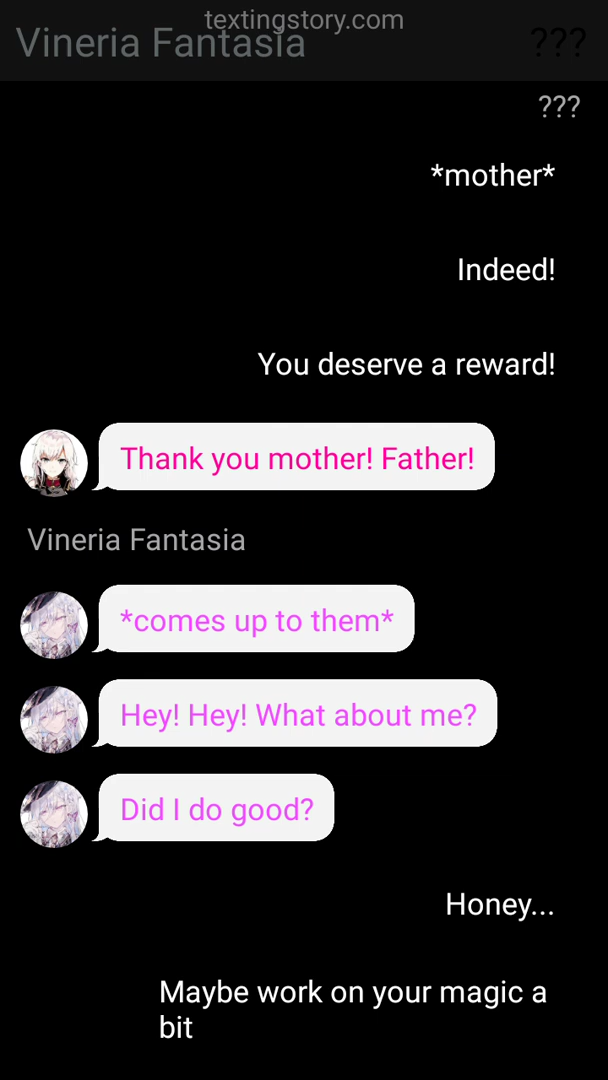 textingstory.com
Vineria Fantasia
???
???
*mother*
Indeed!
You deserve a reward!
Thank you mother! Father!
Vineria Fantasia
*comes up to them*
Hey! Hey! What about me?
Did I do good?
Honey...
Maybe work on your magic a
bit